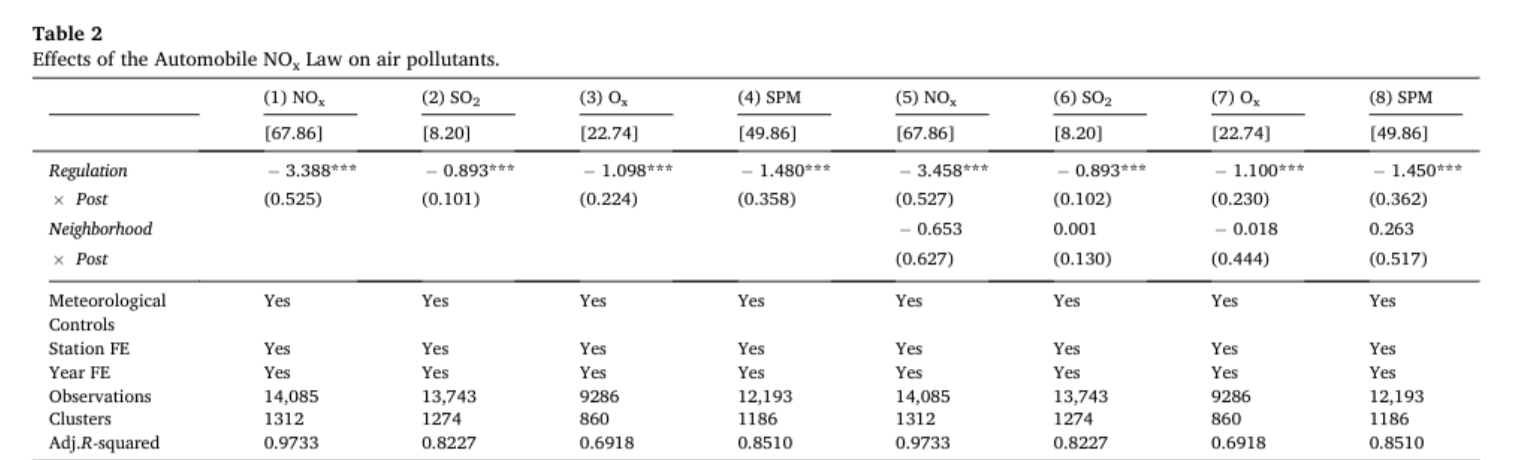 Table 2
Effects of the Automobile NOx Law on air pollutants.
(1) NOx (2) SO2 (3) Ox (4) SPM (5) NOx (6) SO2 (7) Ox (8) SPM
[67.86] [8.20] [22.74] [49.86] [67.86] [8.20] [22.74] [49.86]
Regulation − 3.388*** − 0.893*** − 1.098*** − 1.480*** − 3.458*** − 0.893*** − 1.100*** − 1.450***
× Post (0.525) (0.101) (0.224) (0.358) (0.527) (0.102) (0.230) (0.362)
Neighborhood − 0.653 0.001 − 0.018 0.263
× Post (0.627) (0.130) (0.444) (0.517)
Meteorological Yes Yes Yes Yes Yes Yes Yes Yes
Controls
Station FE Yes Yes Yes Yes Yes Yes Yes Yes
Year FE Yes Yes Yes Yes Yes Yes Yes Yes
Observations 14,085 13,743 9286 12,193 14,085 13,743 9286 12,193
Clusters 1312 1274 860 1186 1312 1274 860 1186
Adj.R-squared 0.9733 0.8227 0.6918 0.8510 0.9733 0.8227 0.6918 0.8510